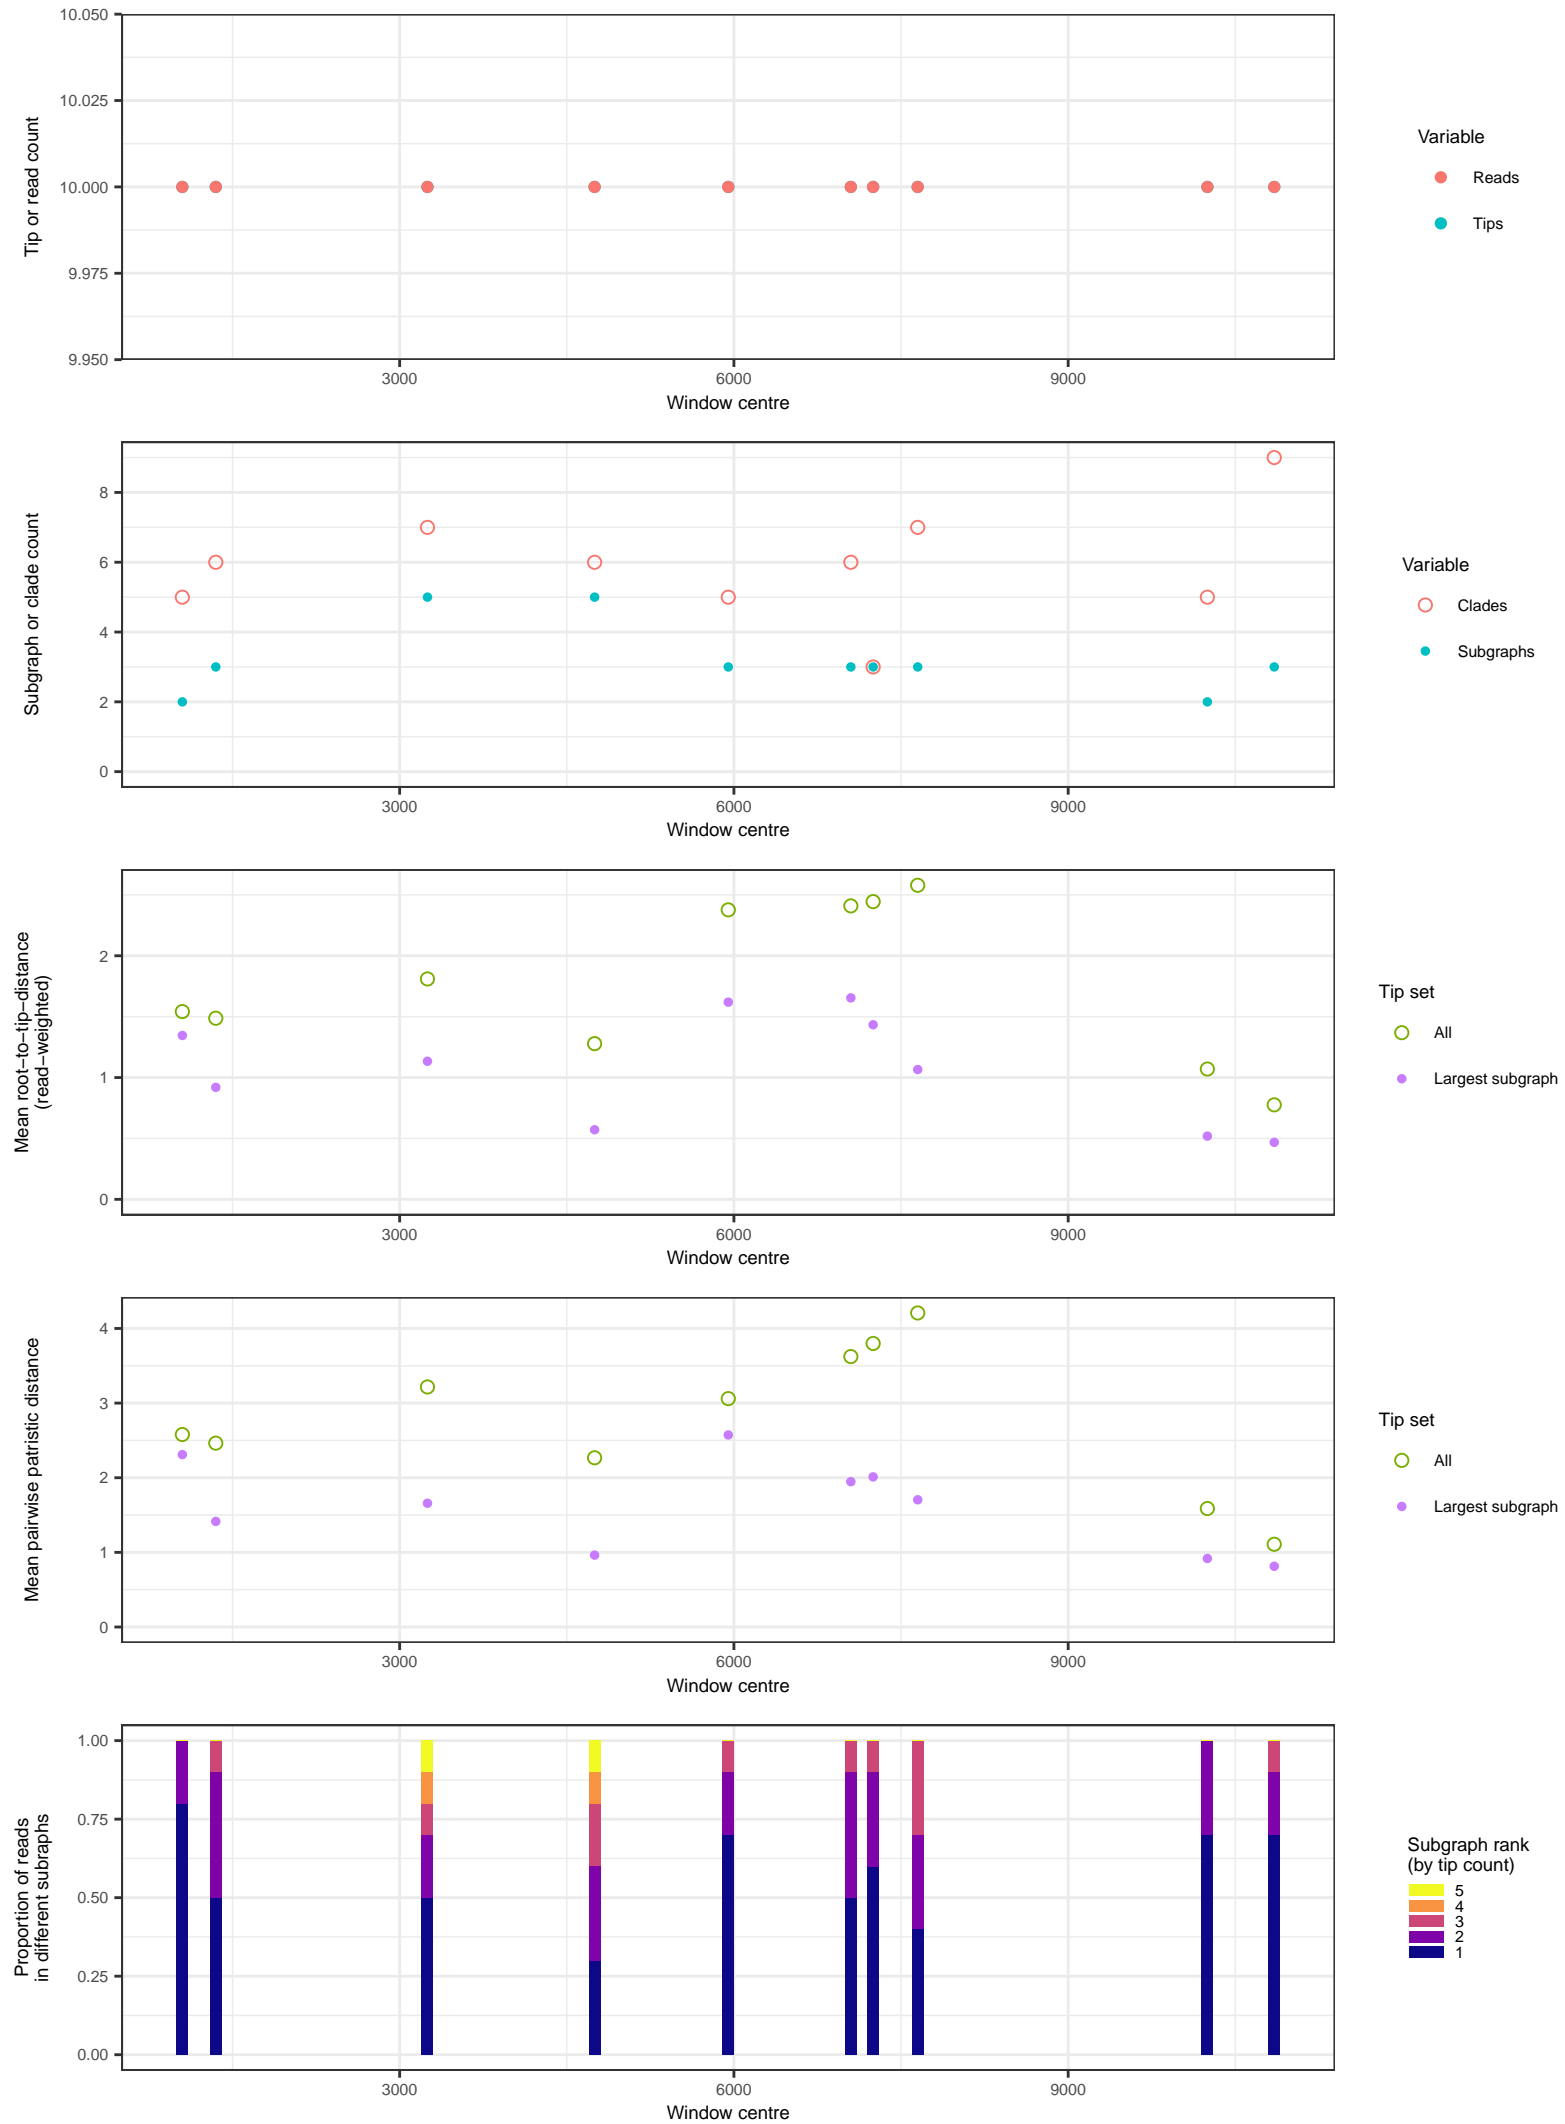 10.050
10.025
10.000
9.975
9.950
Tip or read count
3000
6000
9000
Window centre
Variable
Reads
Tips
8
6
4
2
0
Subgraph or clade count
3000
6000
9000
Window centre
Variable
Clades
Subgraphs
2
1
0
Mean root−to−tip−distance
(read−weighted)
3000
6000
9000
Window centre
Tip set
All
Largest subgraph
4
3
2
1
0
Mean pairwise patristic distance
3000
6000
9000
Window centre
Tip set
All
Largest subgraph
1.00
0.75
0.50
0.25
0.00
Proportion of reads
in different subraphs
3000
6000
9000
Window centre
Subgraph rank
(by tip count)
5
4
3
2
1